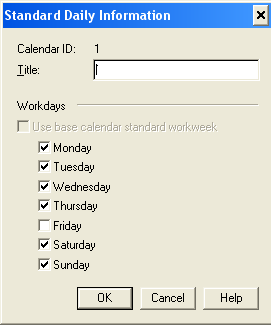 Standard Daily Information
Calendar ID: 1
Title:
Workdays
Use base calendar standard workweek
Monday
Tuesday
Wednesday
Thursday
Friday
Saturday
Sunday
OK Cancel Help